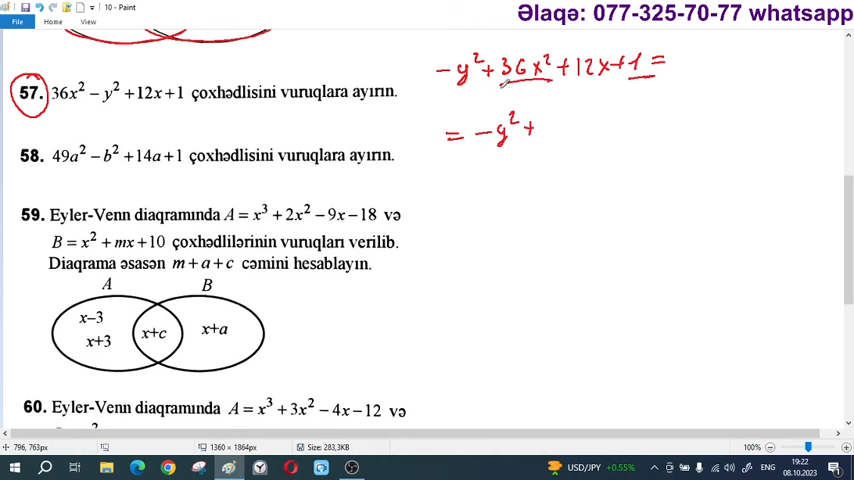 10 - Paint
Əlaqə: 077-325-70-77 whatsapp
File Home View
-y² + 36x² + 12x + 1 =
57. 36x² − y² + 12x + 1 çoxhədlisini vuruqlara ayırın.
= -y² +
58. 49a² − b² + 14a + 1 çoxhədlisini vuruqlara ayırın.
59. Eyler-Venn diaqramında A = x³ + 2x² − 9x − 18 və
B = x² + mx + 10 çoxhədlilərinin vuruqları verilib.
Diaqrama əsasən m + a + c cəmini hesablayın.
A B
x−3
x+3 x+c x+a
60. Eyler-Venn diaqramında A = x³ + 3x² − 4x − 12 və
796, 763px 1360 × 1864px Size: 283,3KB 100%
USD/JPY +0.55% ENG 19:22
08.10.2023